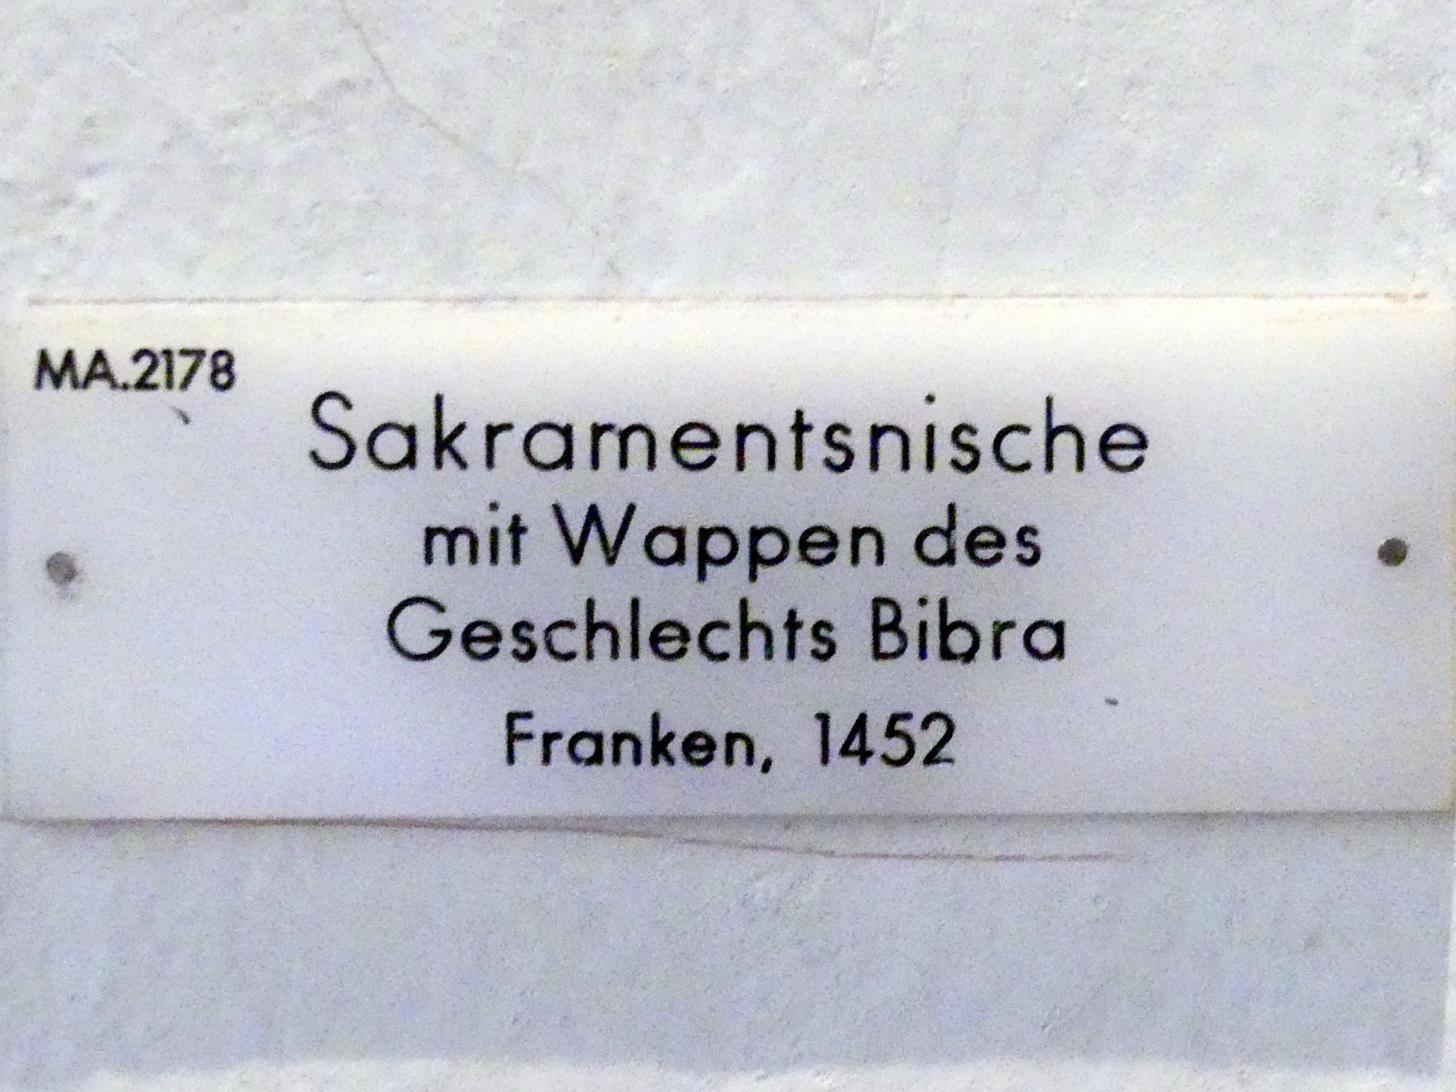 MA.2178
Sakramentsnische
mit Wappen des
Geschlechts Bibra
Franken, 1452